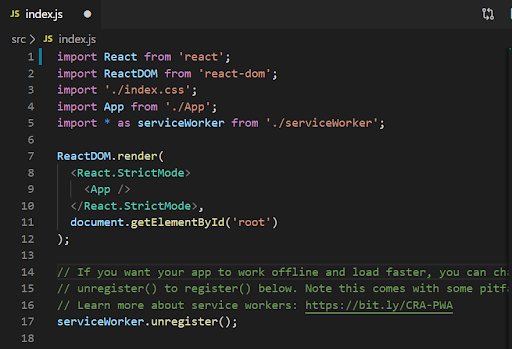 JS index.js
src > JS index.js
1 import React from 'react';
2 import ReactDOM from 'react-dom';
3 import './index.css';
4 import App from './App';
5 import * as serviceWorker from './serviceWorker';
6
7 ReactDOM.render(
8 <React.StrictMode>
9 <App />
10 </React.StrictMode>,
11 document.getElementById('root')
12 );
13
14 // If you want your app to work offline and load faster, you can
15 // unregister() to register() below. Note this comes with some
16 // Learn more about service workers: https://bit.ly/CRA-PWA
17 serviceWorker.unregister();
18